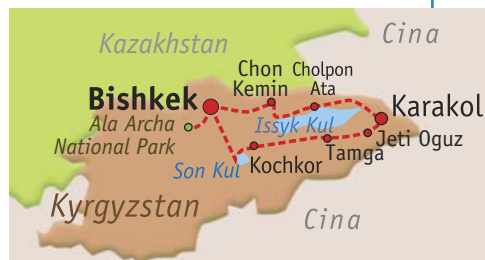 Kazakhstan
Cina
Chon
Kemin
Cholpon
Ata
Bishkek
Karakol
Ala Archa
National Park
Issyk Kul
Jeti Oguz
Tamga
Kochkor
Son Kul
Kyrgyzstan
Cina